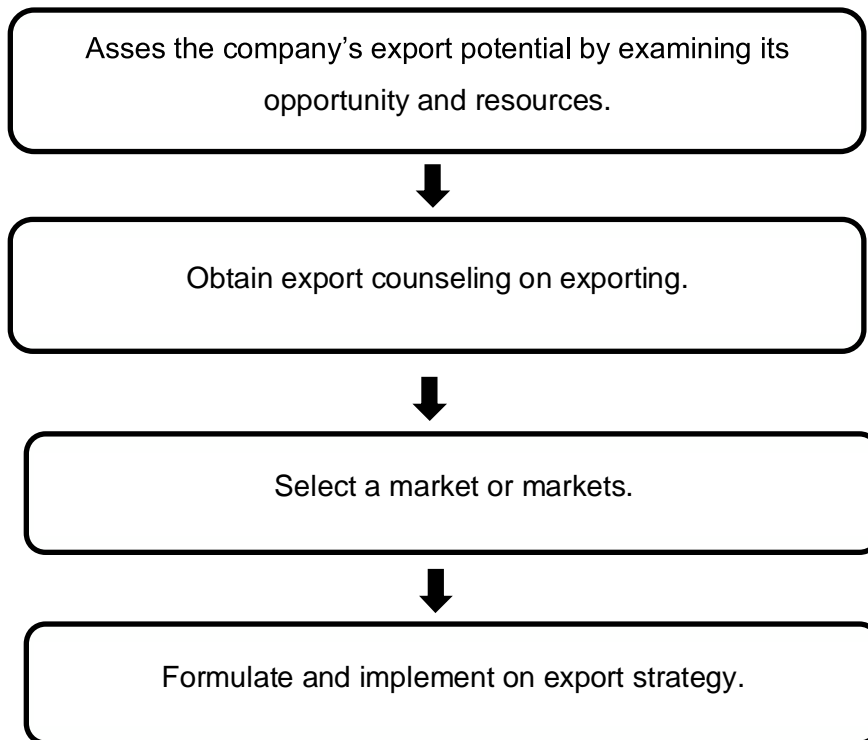 Asses the company’s export potential by examining its
opportunity and resources.
Obtain export counseling on exporting.
Select a market or markets.
Formulate and implement on export strategy.